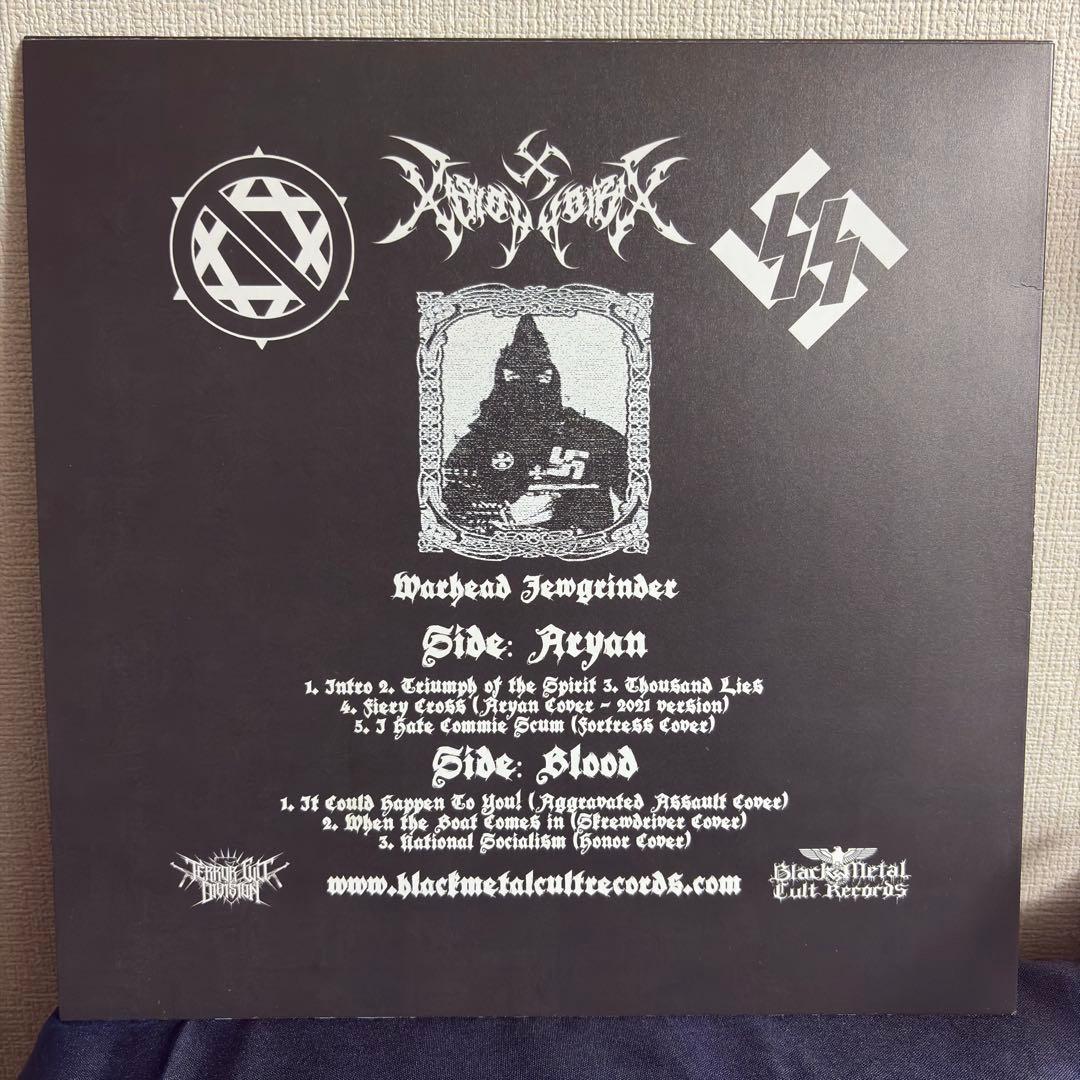 Warhead Jewgrinder
Side: Aryan
1. Intro 2. Triumph of the Spirit 3. Thousand Lies
4. Fiery Cross (Aryan Cover - 2021 version)
5. I Hate Commie Scum (Fortress Cover)
Side: Blood
1. It Could Happen To You! (Aggravated Assault Cover)
2. When the Boat Comes in (Skrewdriver Cover)
3. National Socialism (Honor Cover)
TERROR CULT
DIVISION
www.blackmetalcultrecords.com
Black Metal
Cult Records